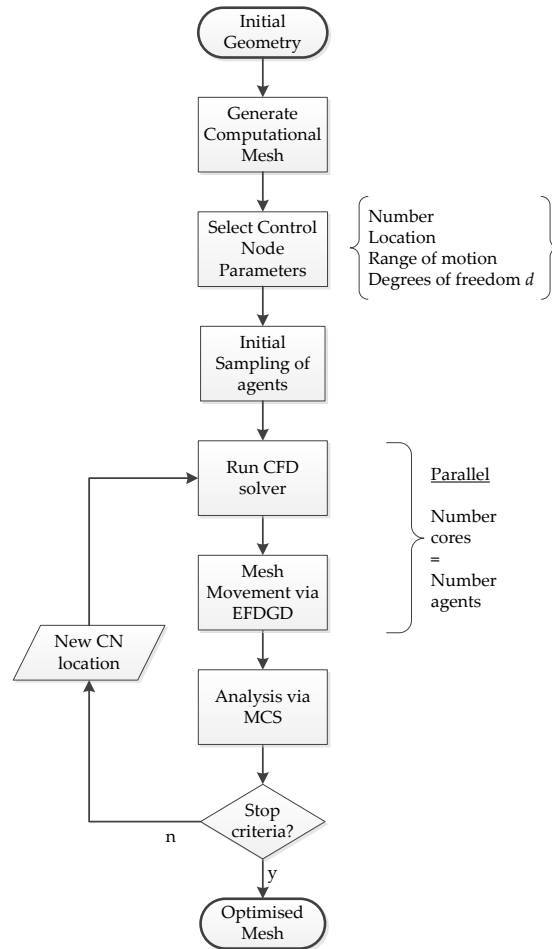 Initial
Geometry
Generate
Computational
Mesh
Select Control
Node
Parameters
Number
Location
Range of motion
Degrees of freedom d
Initial
Sampling of
agents
Run CFD
solver
Parallel
Number
cores
=
Number
agents
Mesh
Movement via
EFDGD
New CN
location
Analysis via
MCS
Stop
criteria?
n
y
Optimised
Mesh